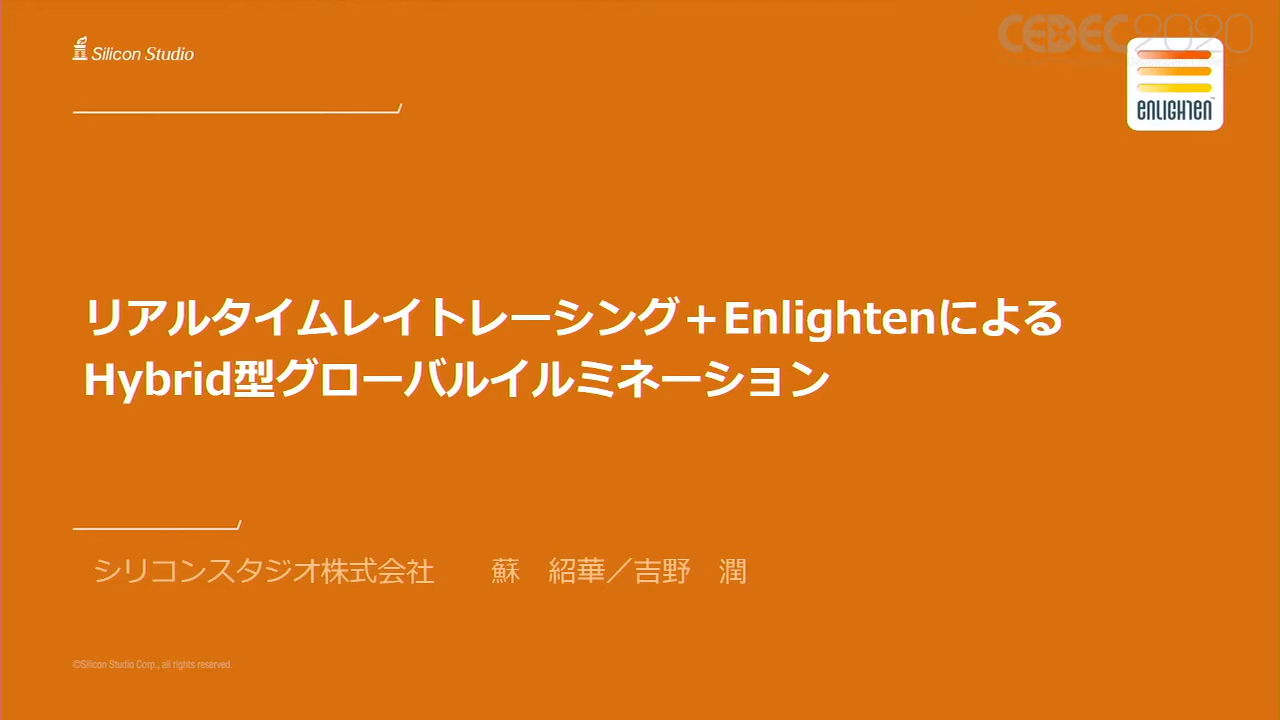 Silicon Studio
CEDEC2020
ENLIGHTEN
リアルタイムレイトレーシング＋Enlightenによる
Hybrid型グローバルイルミネーション
シリコンスタジオ株式会社　　蘇　紹華／吉野　潤
©Silicon Studio Corp., all rights reserved.